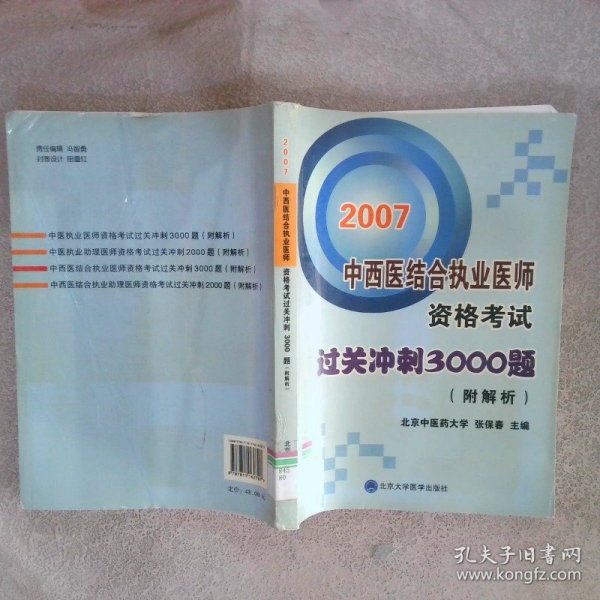 责任编辑 冯智勇
封面设计 田重红
中医执业医师资格考试过关冲刺3000题(附解析)
中医执业助理医师资格考试过关冲刺2000题(附解析)
中西医结合执业医师资格考试过关冲刺3000题(附解析)
中西医结合执业助理医师资格考试过关冲刺2000题(附解析)
定价:
2007 中西医结合执业医师 资格考试过关冲刺 3000 题 (附解析)
北京
2007
中西医结合执业医师
资格考试
过关冲刺3000题
(附解析)
北京中医药大学 张保春 主编
北京大学医学出版社
孔夫子旧书网
www.kongfz.com